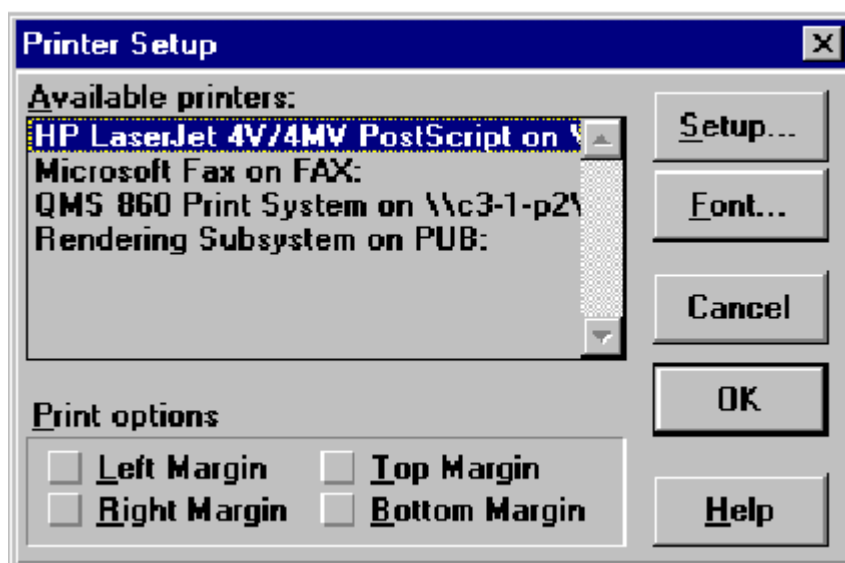 Printer Setup
Available printers:
HP LaserJet 4V/4MV PostScript on \
Microsoft Fax on FAX:
QMS 860 Print System on \\c3-1-p2\
Rendering Subsystem on PUB:
Setup...
Font...
Cancel
OK
Print options
Left Margin
Top Margin
Right Margin
Bottom Margin
Help